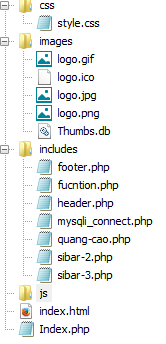 css
style.css
images
logo.gif
logo.ico
logo.jpg
logo.png
Thumbs.db
includes
footer.php
fucntion.php
header.php
mysqli_connect.php
quang-cao.php
sibar-2.php
sibar-3.php
js
index.html
Index.php